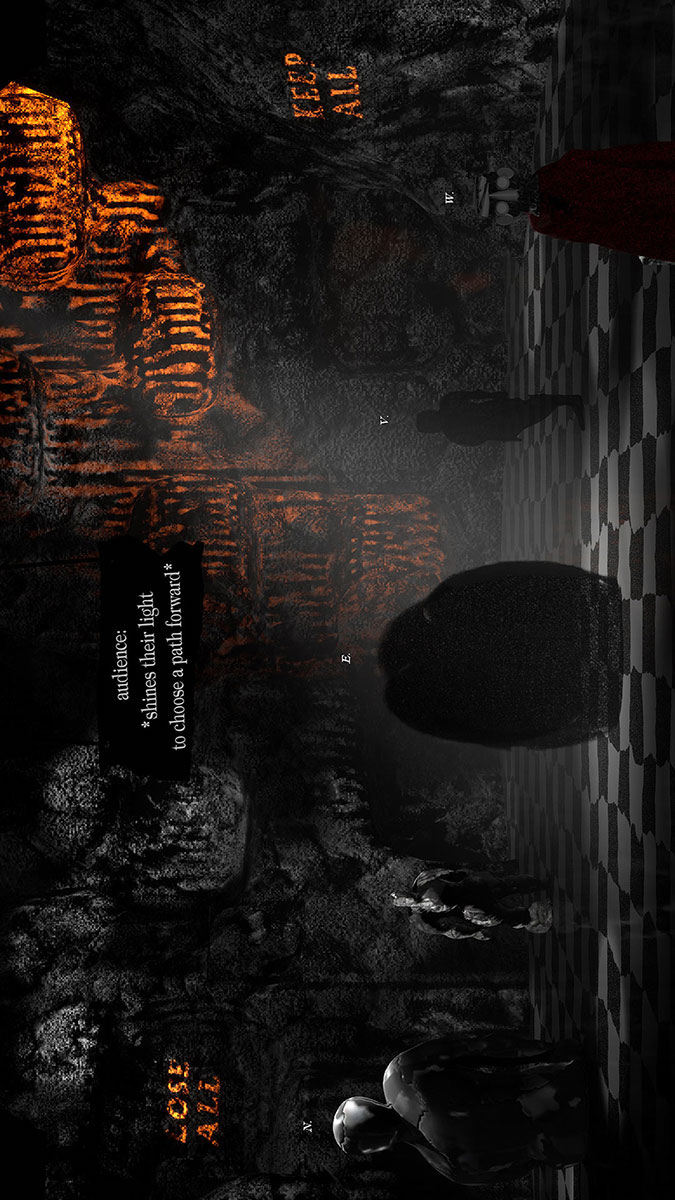 audience:
*shines their light
to choose a path forward*
LOSE
ALL
KEEP
ALL
N.
E.
V.
W.